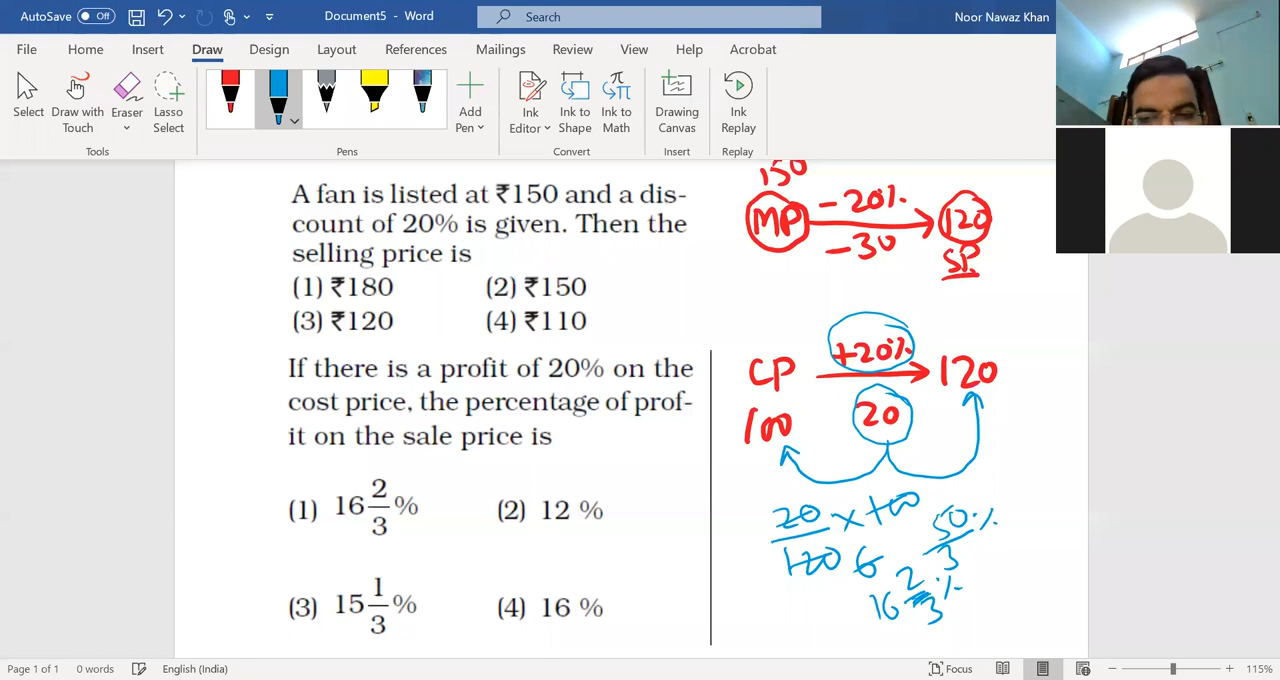 AutoSave Off Document5 - Word Search Noor Nawaz Khan
File Home Insert Draw Design Layout References Mailings Review View Help Acrobat
Select Draw with Touch Eraser Lasso Select Add Pen Ink Editor Ink to Shape Ink to Math Drawing Canvas Ink Replay
Tools Pens Convert Insert Replay
A fan is listed at ₹150 and a dis-
count of 20% is given. Then the
selling price is
(1) ₹180 (2) ₹150
(3) ₹120 (4) ₹110
150
MP -20% 120
-30 SP
If there is a profit of 20% on the
cost price, the percentage of prof-
it on the sale price is
(1) 16 2/3 % (2) 12 %
(3) 15 1/3 % (4) 16 %
CP +20% 120
100 20
20/120 × 100 6 50/3 %
16 2/3 %
Page 1 of 1 0 words English (India) Focus 115%